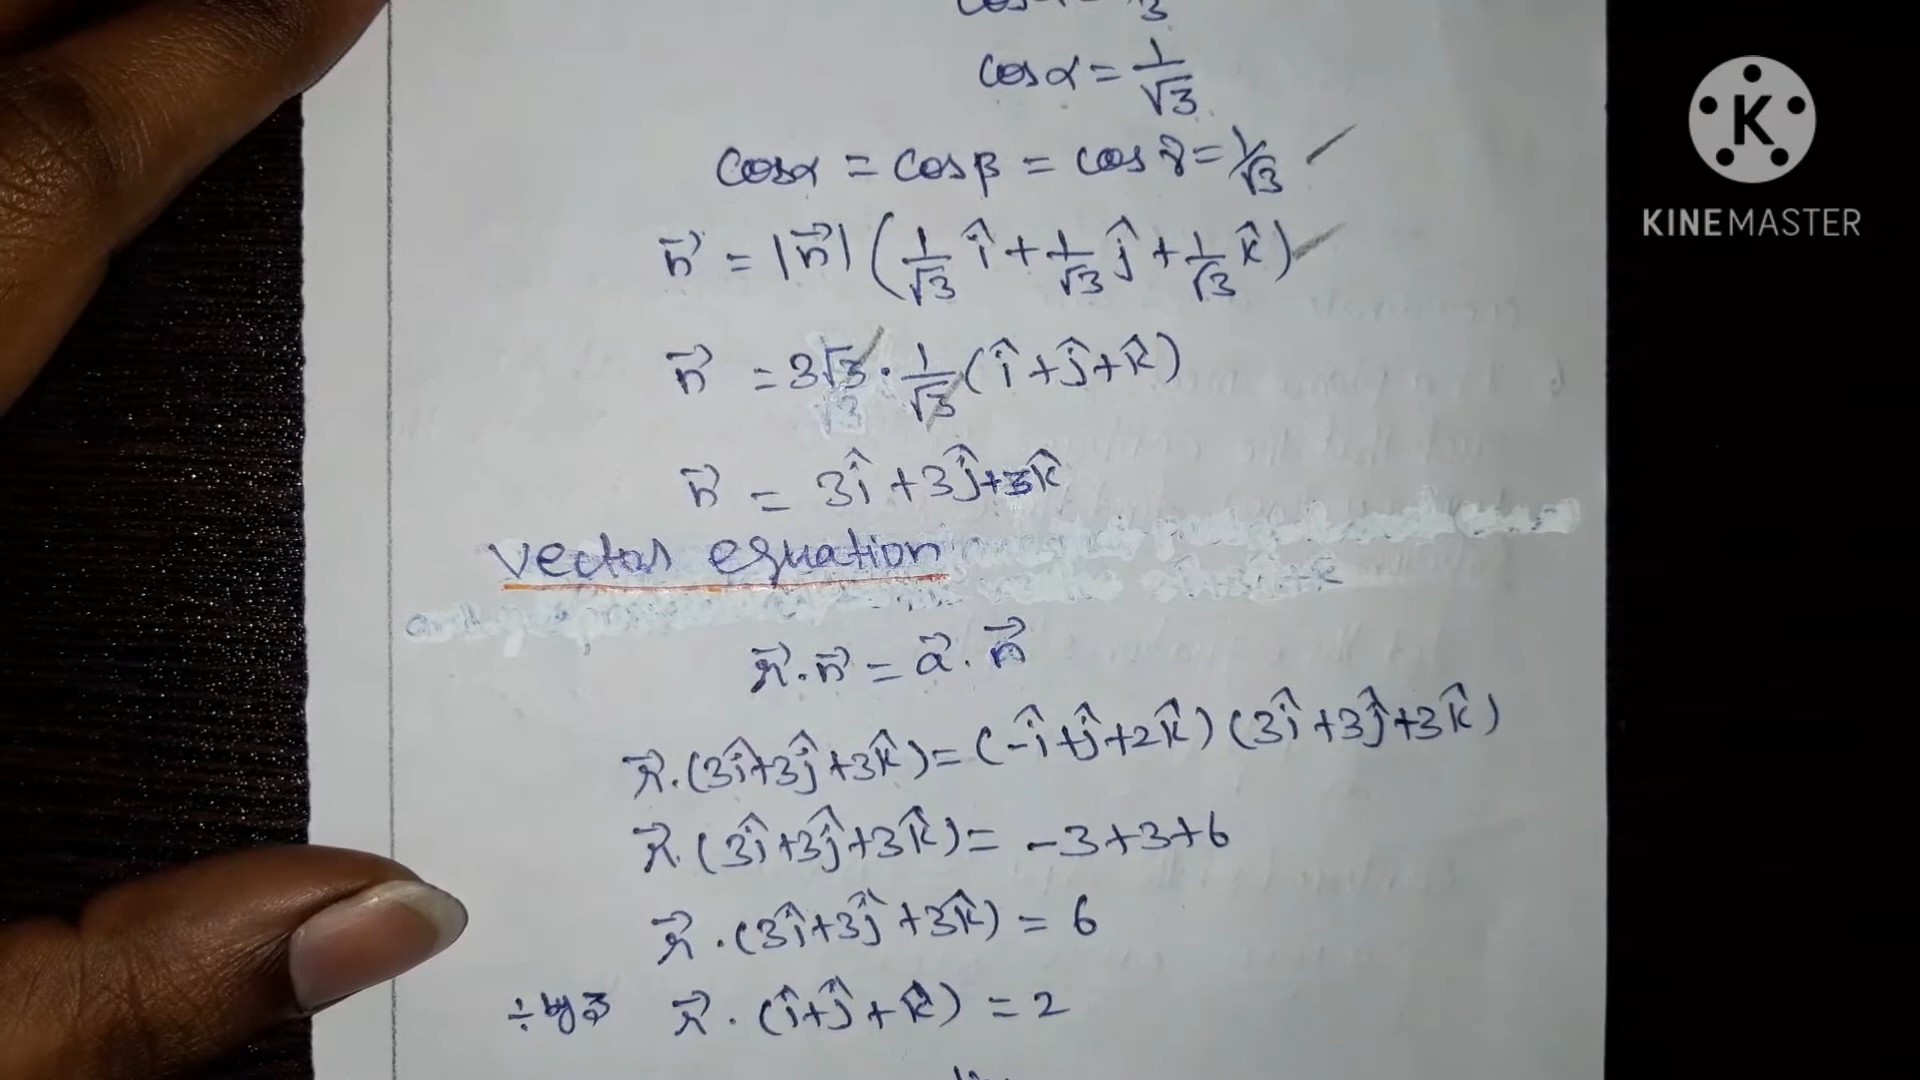 cos α = 1/√3
cosα = cosβ = cos γ = 1/√3
n⃗ = |n⃗| (1/√3 î + 1/√3 ĵ + 1/√3 k̂)
n⃗ = 3√3 · 1/√3 (î + ĵ + k̂)
n⃗ = 3î + 3ĵ + 3k̂
Vector equation
r⃗ . n⃗ = a⃗ . n⃗
r⃗ . (3î + 3ĵ + 3k̂) = (-î + ĵ + 2k̂) (3î + 3ĵ + 3k̂)
r⃗ . (3î + 3ĵ + 3k̂) = -3 + 3 + 6
r⃗ . (3î + 3ĵ + 3k̂) = 6
÷ by 3 r⃗ . (î + ĵ + k̂) = 2
K
KINEMASTER